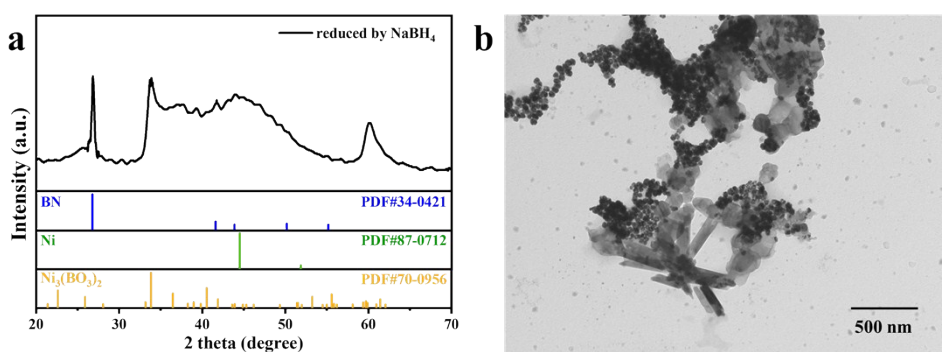 a
reduced by NaBH4
Intensity (a.u.)
BN PDF#34-0421
Ni PDF#87-0712
Ni3(BO3)2 PDF#70-0956
20 30 40 50 60 70
2 theta (degree)
b
500 nm